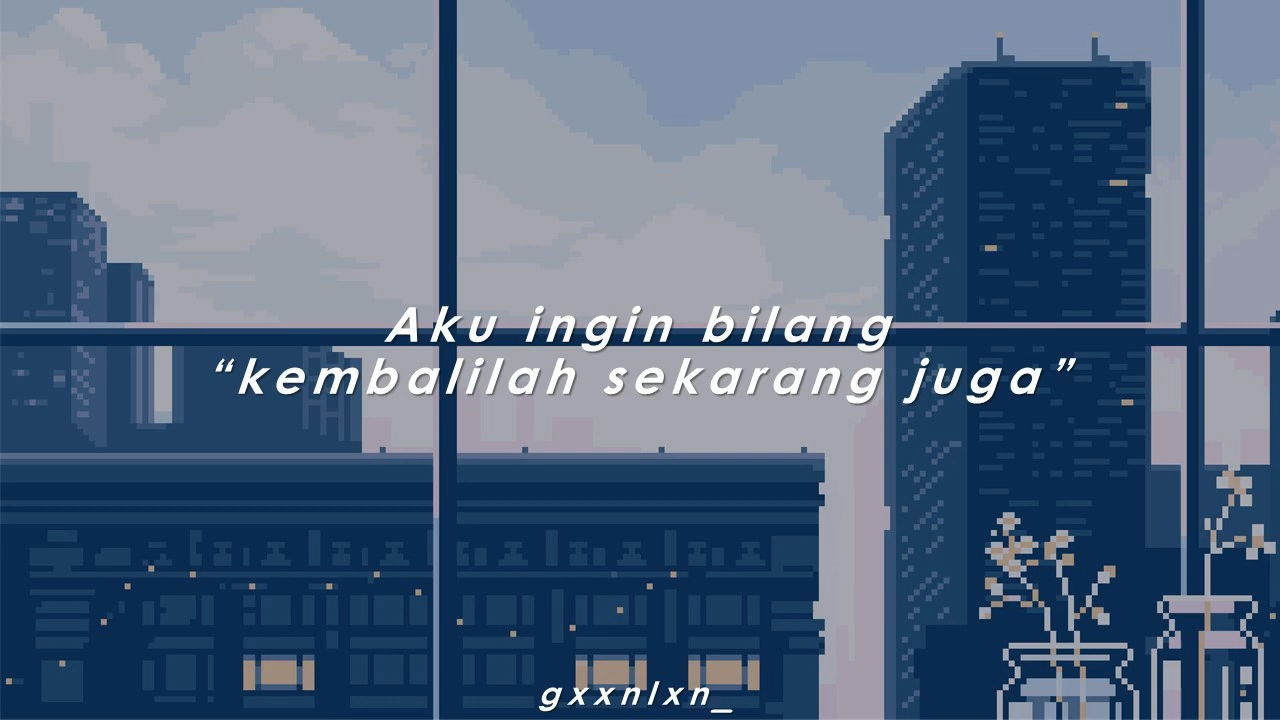 Aku ingin bilang
“kembalilah sekarang juga”
gxxnlxn_